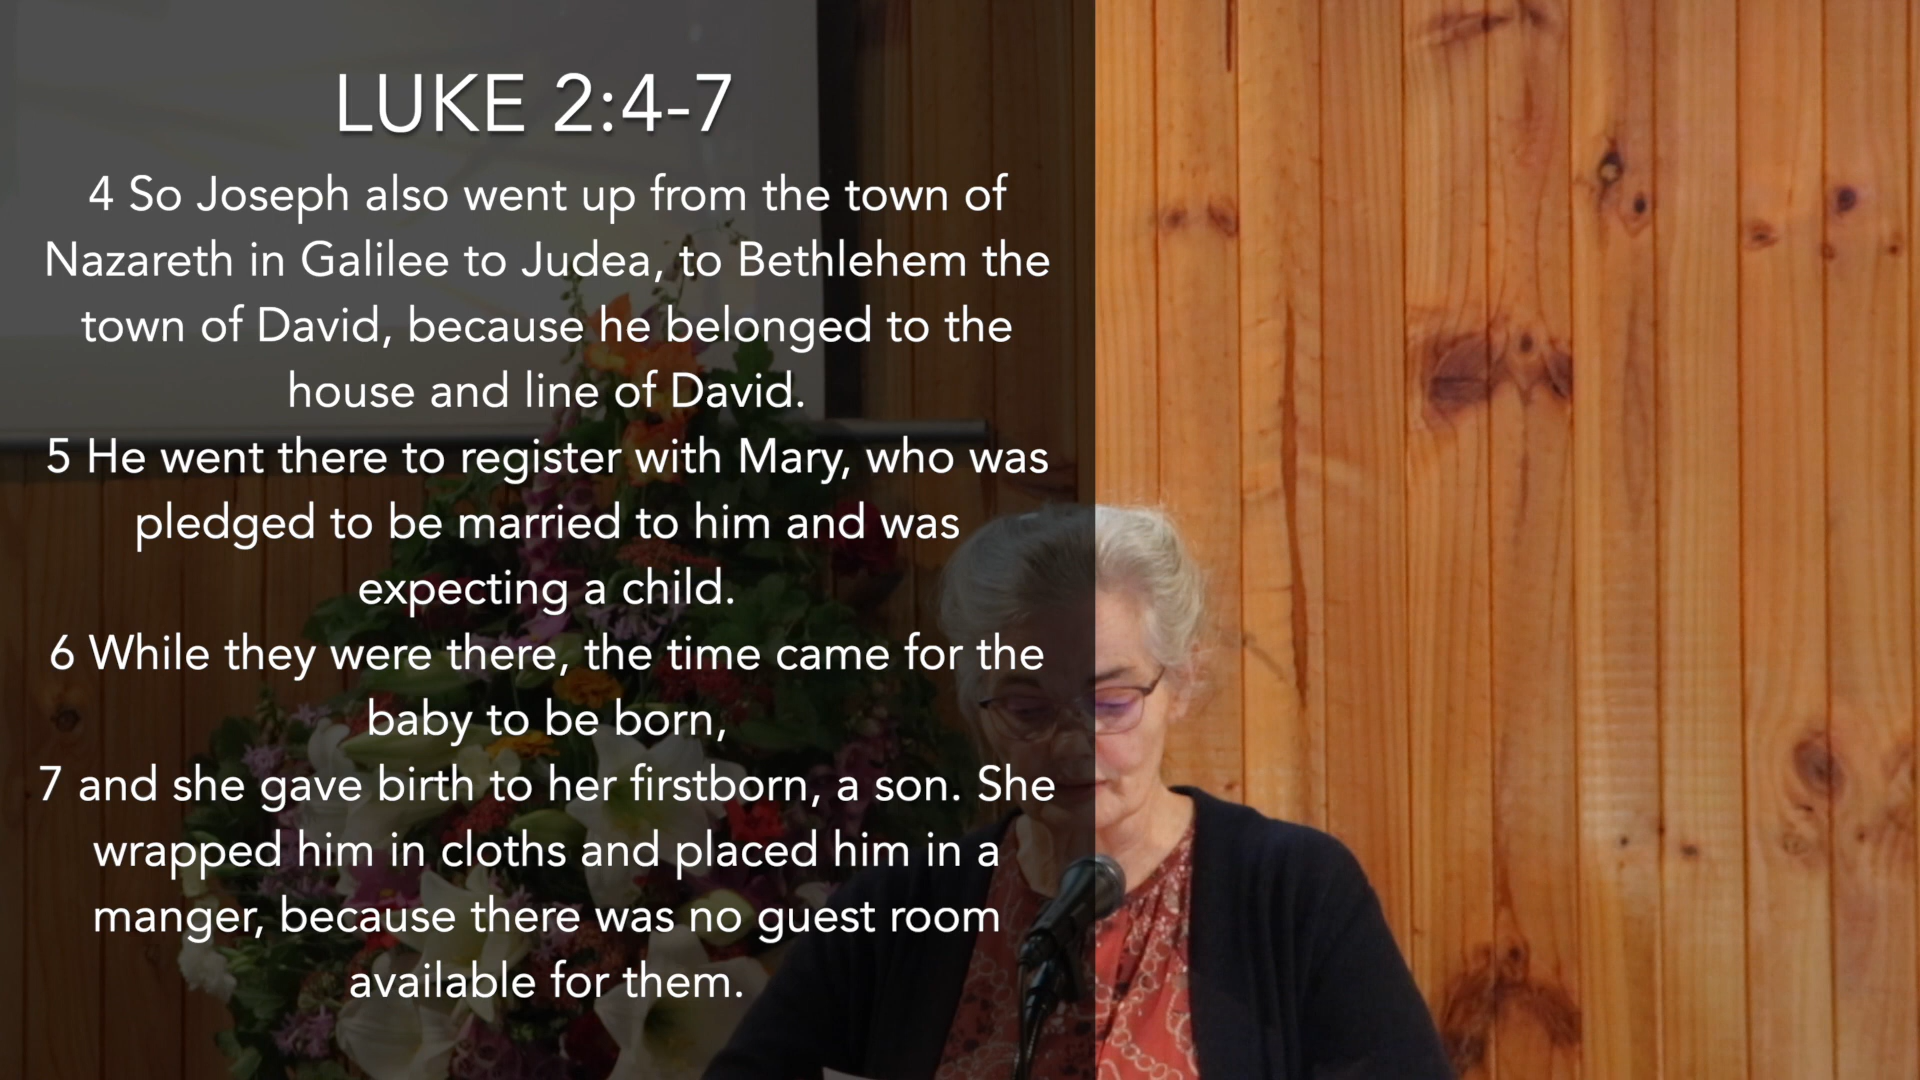 LUKE 2:4-7
4 So Joseph also went up from the town of
Nazareth in Galilee to Judea, to Bethlehem the
town of David, because he belonged to the
house and line of David.
5 He went there to register with Mary, who was
pledged to be married to him and was
expecting a child.
6 While they were there, the time came for the
baby to be born,
7 and she gave birth to her firstborn, a son. She
wrapped him in cloths and placed him in a
manger, because there was no guest room
available for them.